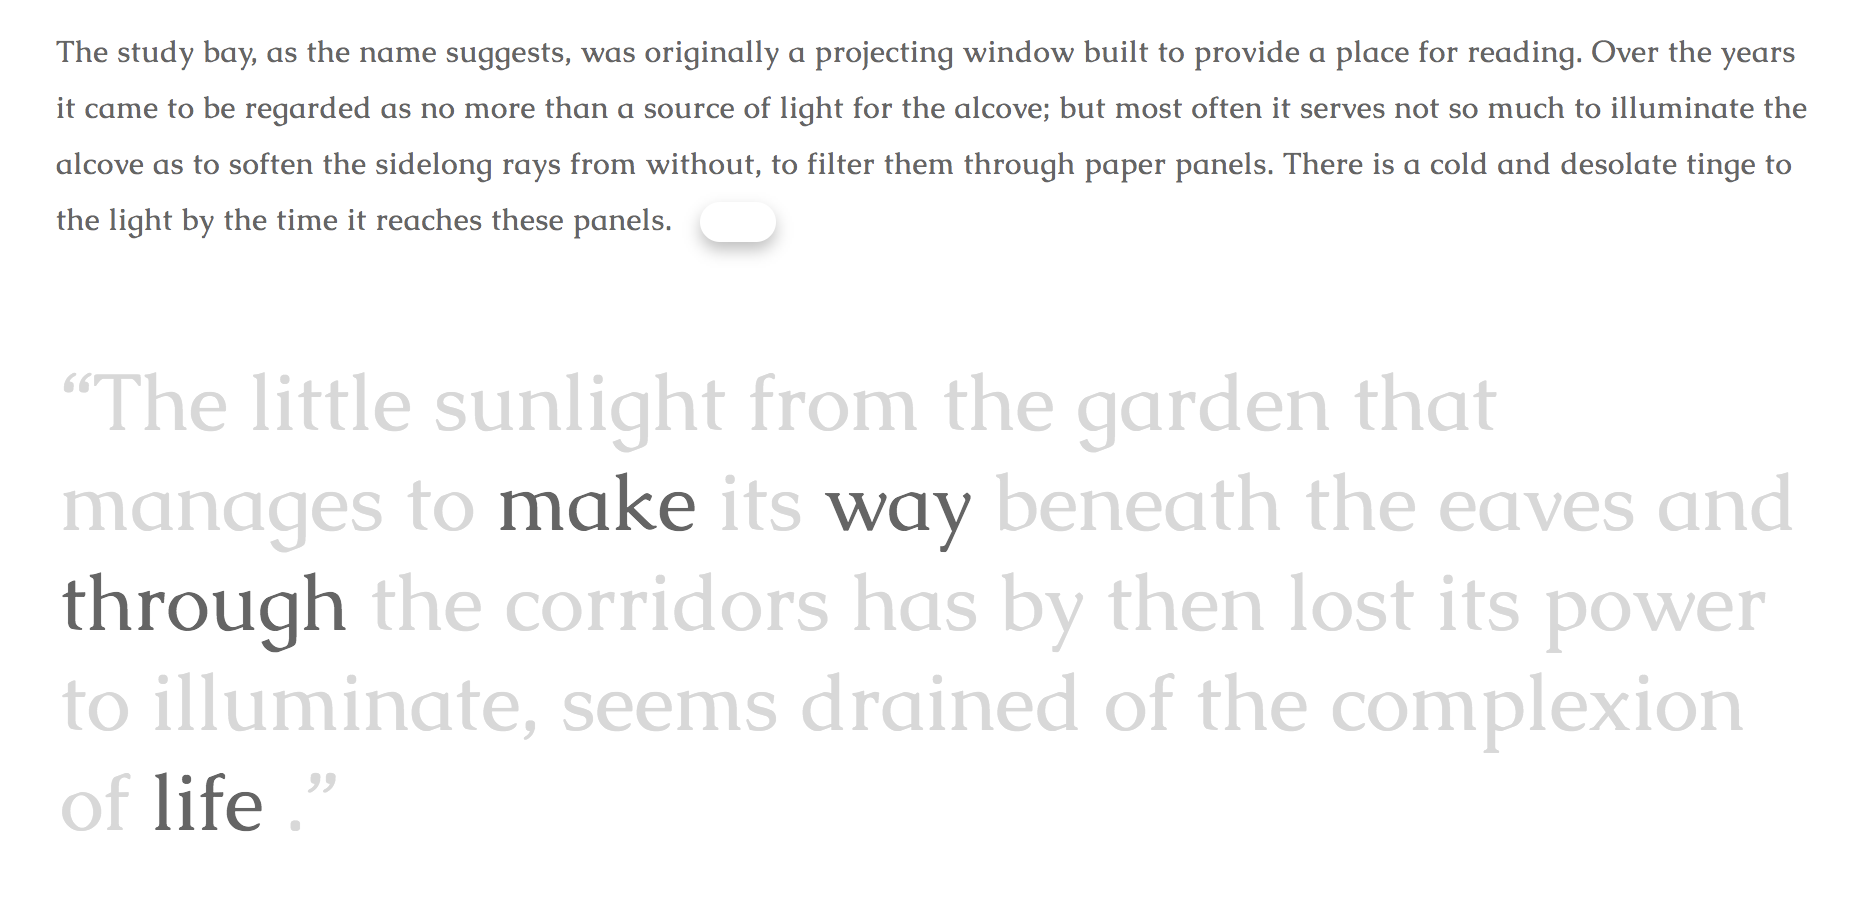 The study bay, as the name suggests, was originally a projecting window built to provide a place for reading. Over the years
it came to be regarded as no more than a source of light for the alcove; but most often it serves not so much to illuminate the
alcove as to soften the sidelong rays from without, to filter them through paper panels. There is a cold and desolate tinge to
the light by the time it reaches these panels.
“The little sunlight from the garden that
manages to make its way beneath the eaves and
through the corridors has by then lost its power
to illuminate, seems drained of the complexion
of life .”